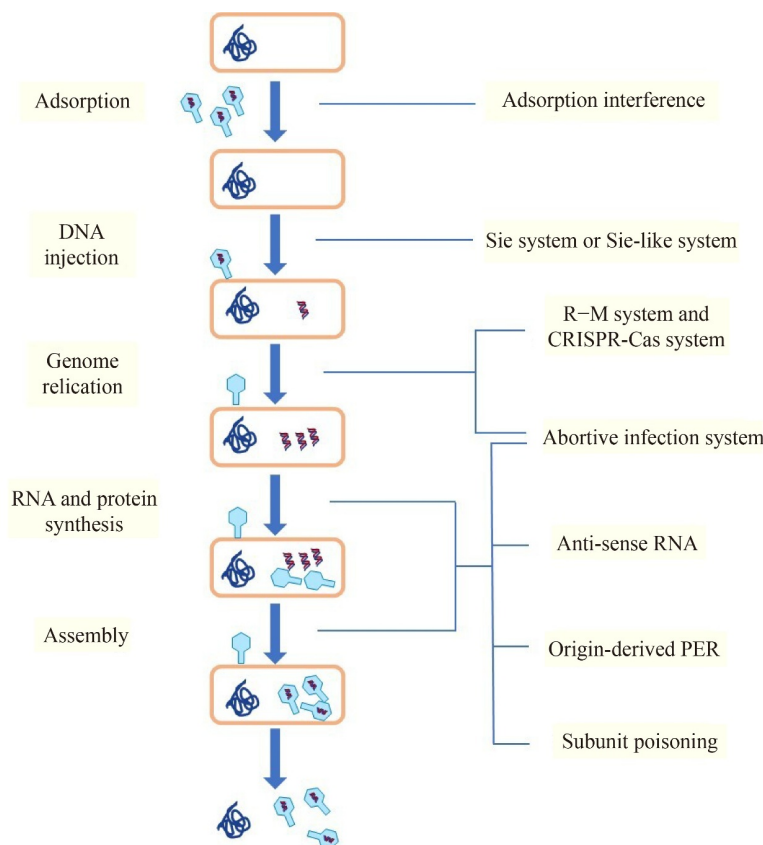 Adsorption
Adsorption interference
DNA
injection
Sie system or Sie-like system
R−M system and
CRISPR-Cas system
Genome
relication
Abortive infection system
RNA and protein
synthesis
Anti-sense RNA
Assembly
Origin-derived PER
Subunit poisoning